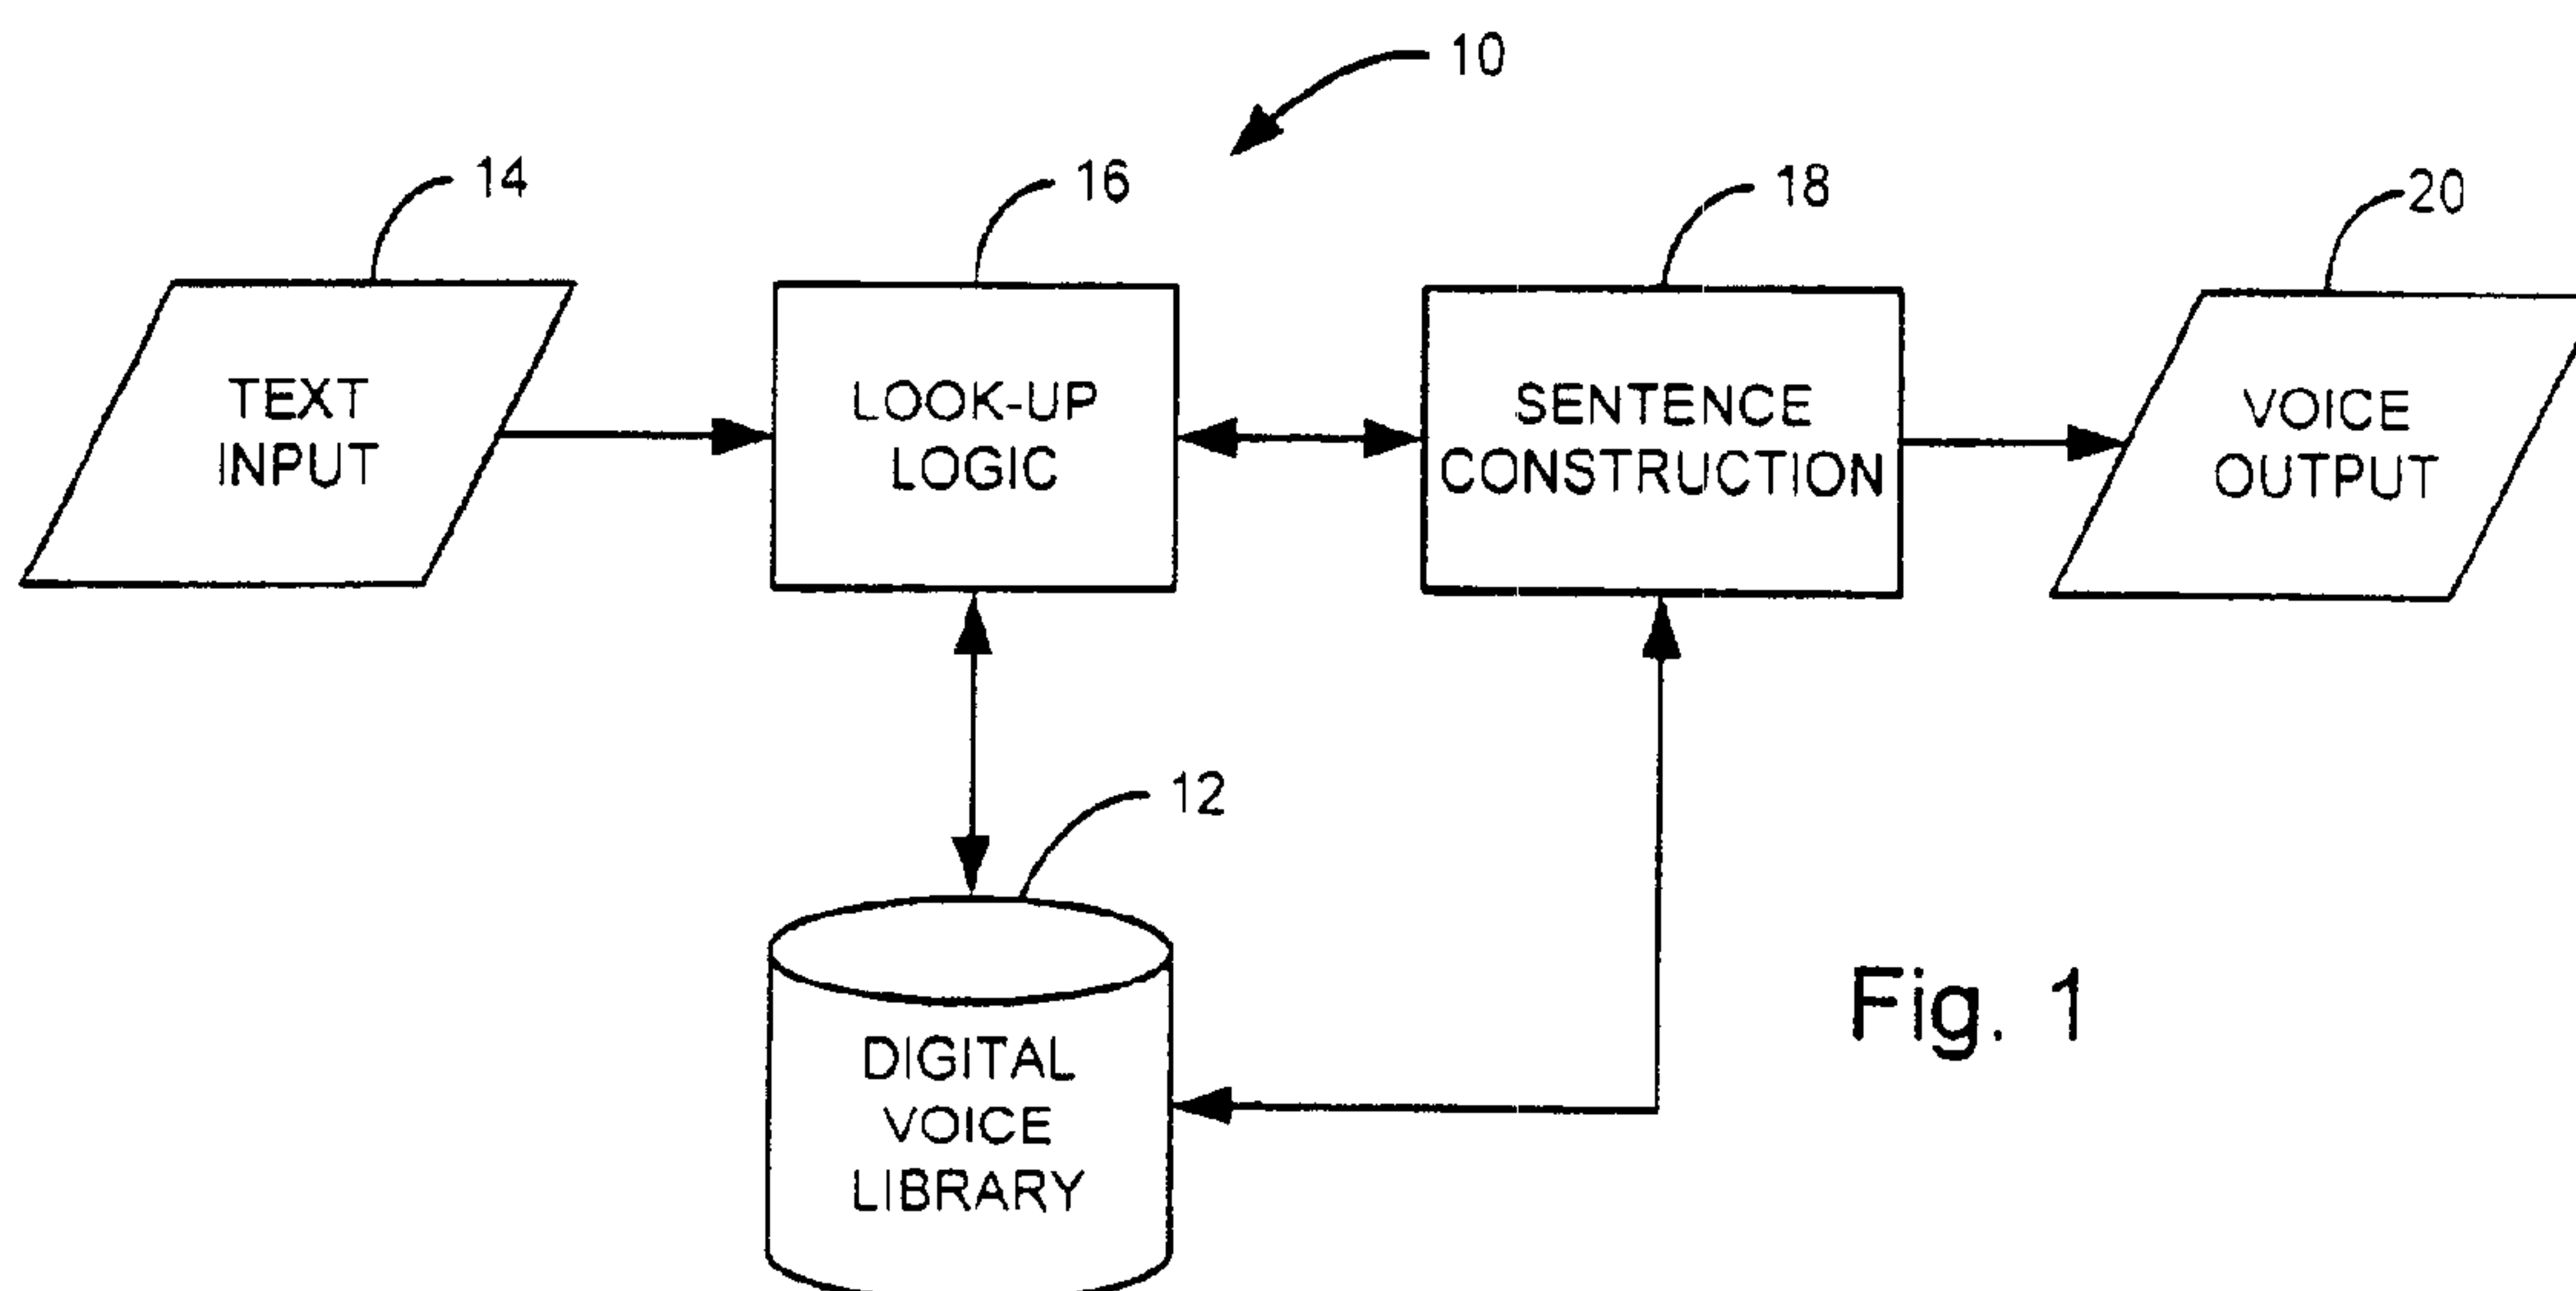 10
14
16
18
20
TEXT
INPUT
LOOK-UP
LOGIC
SENTENCE
CONSTRUCTION
VOICE
OUTPUT
12
DIGITAL
VOICE
LIBRARY
Fig. 1